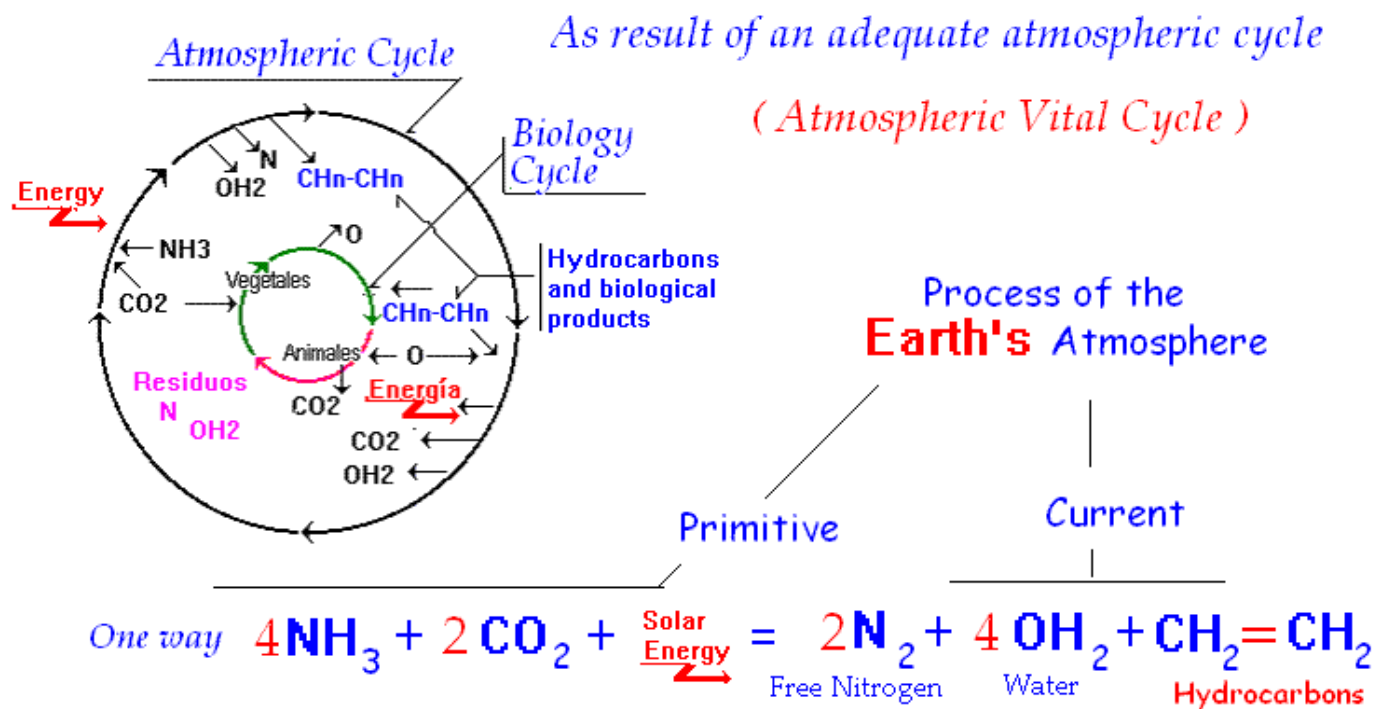 As result of an adequate atmospheric cycle
( Atmospheric Vital Cycle )
Atmospheric Cycle
Biology
Cycle
Energy
N
OH2
CHn-CHn
NH3
CO2
O
Vegetales
Hydrocarbons
and biological
products
CHn-CHn
Animales
O
Residuos
N
OH2
CO2
Energía
CO2
OH2
Process of the
Earth's Atmosphere
Primitive
Current
One way 4NH3 + 2CO2 + Solar Energy = 2N2 + 4OH2 + CH2=CH2
Free Nitrogen
Water
Hydrocarbons